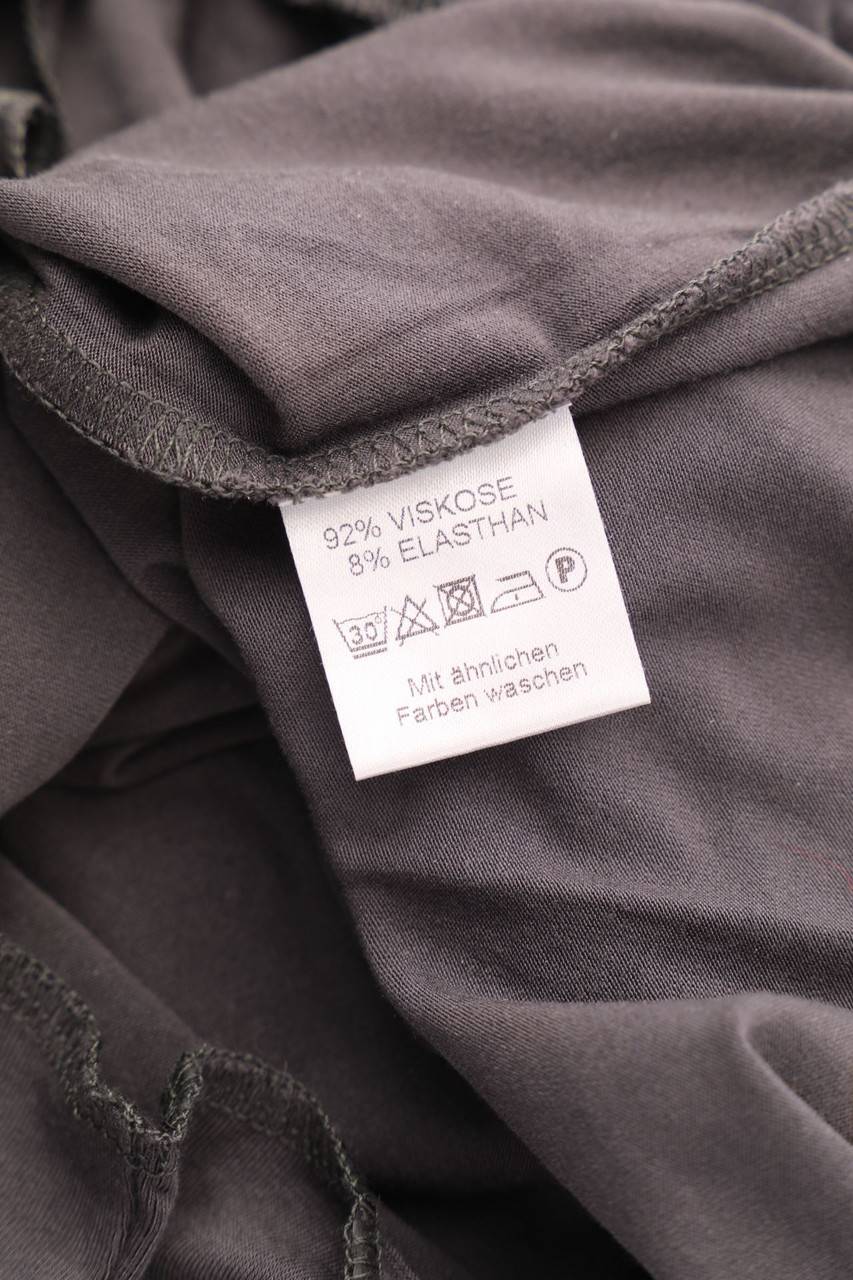 92% VISKOSE
8% ELASTHAN
30° P
Mit ähnlichen
Farben waschen